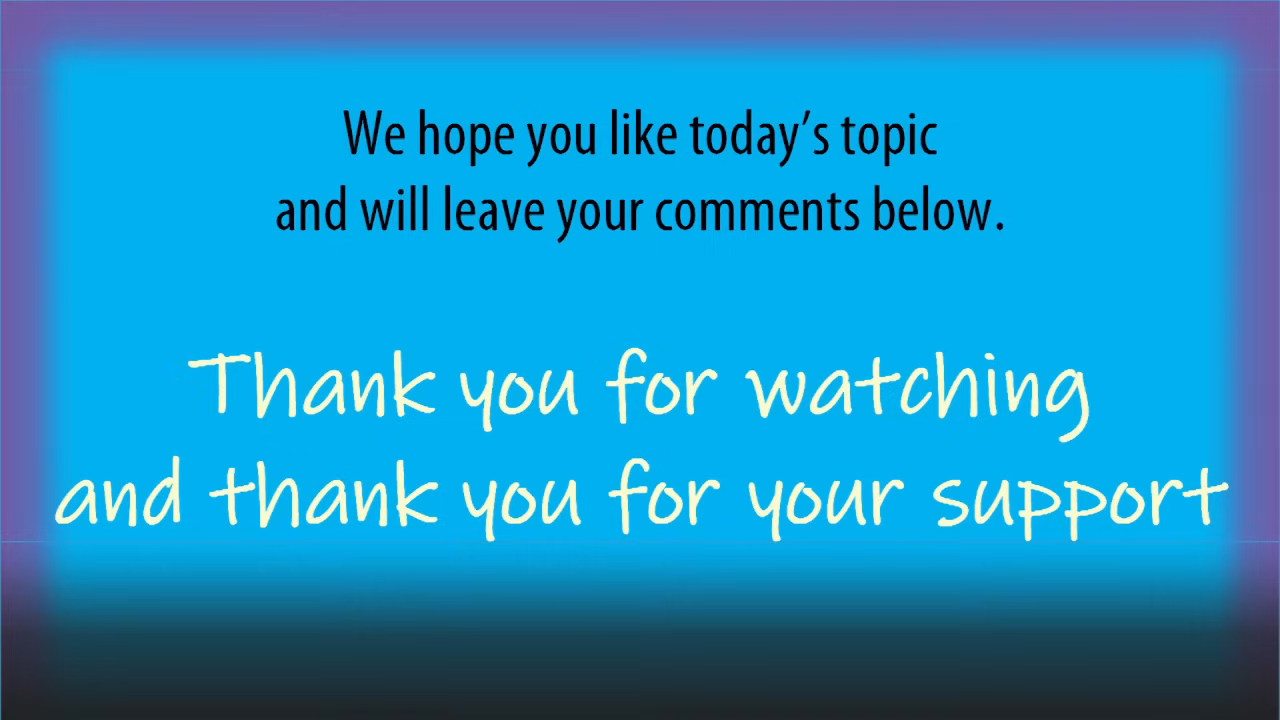 We hope you like today’s topic
and will leave your comments below.
Thank you for watching
and thank you for your support